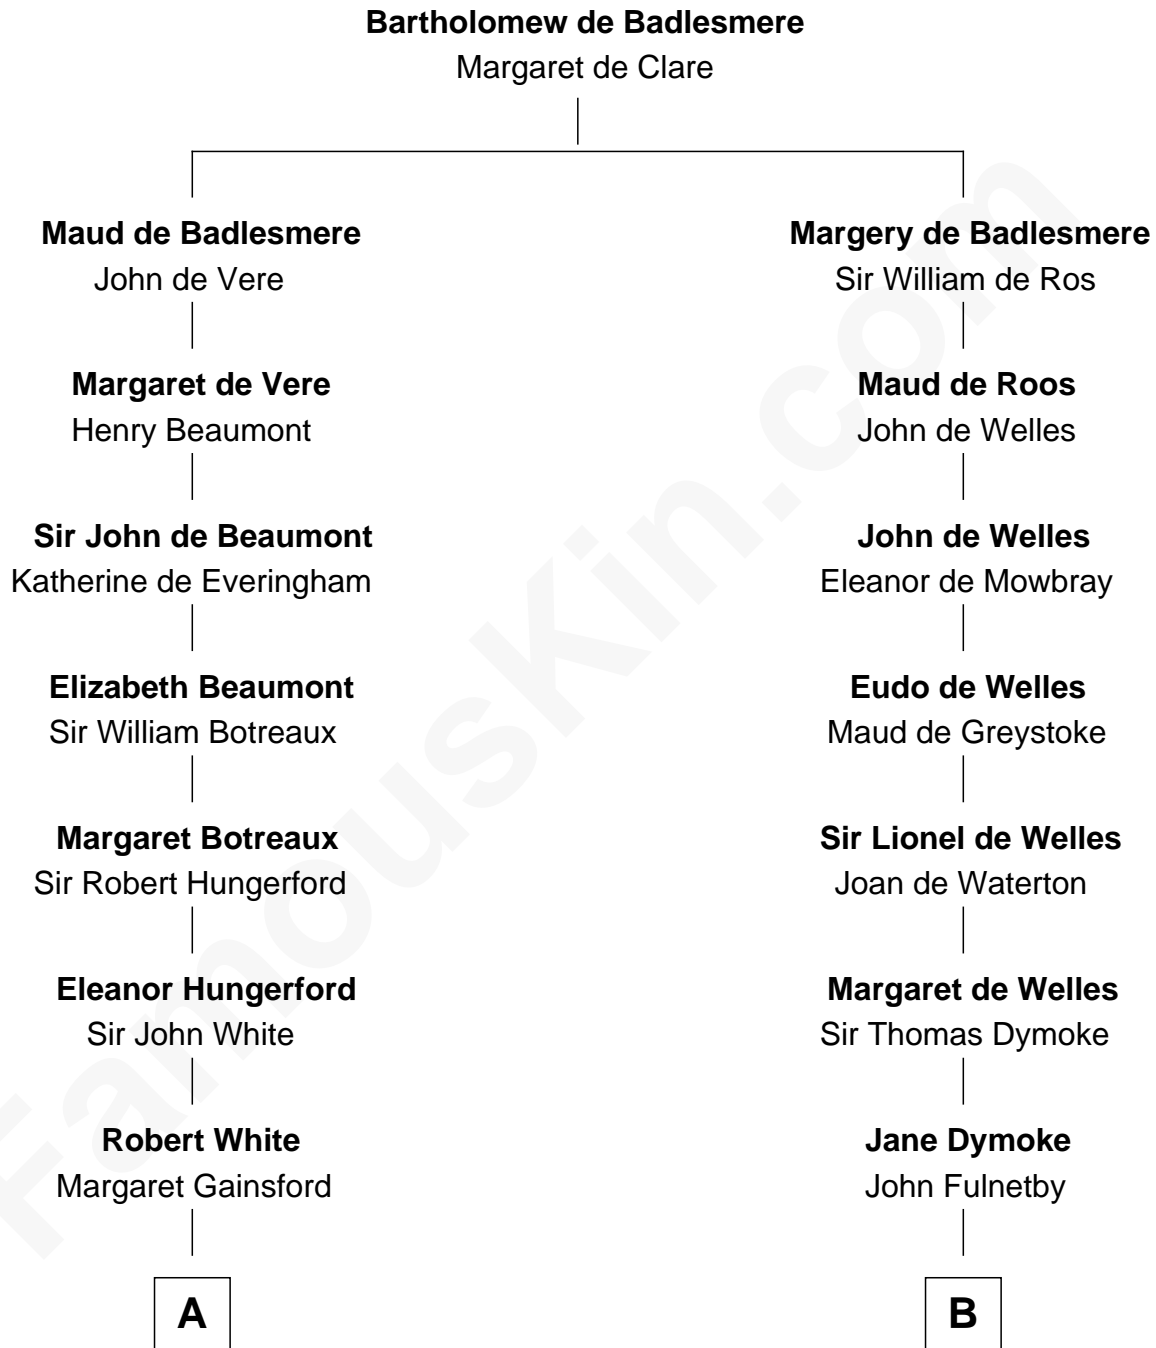 Bartholomew de Badlesmere
Margaret de Clare
Maud de Badlesmere
John de Vere
Margery de Badlesmere
Sir William de Ros
Margaret de Vere
Henry Beaumont
Maud de Roos
John de Welles
Sir John de Beaumont
Katherine de Everingham
John de Welles
Eleanor de Mowbray
Elizabeth Beaumont
Sir William Botreaux
Eudo de Welles
Maud de Greystoke
Margaret Botreaux
Sir Robert Hungerford
Sir Lionel de Welles
Joan de Waterton
Eleanor Hungerford
Sir John White
Margaret de Welles
Sir Thomas Dymoke
Robert White
Margaret Gainsford
Jane Dymoke
John Fulnetby
A
B
FamousKin.com